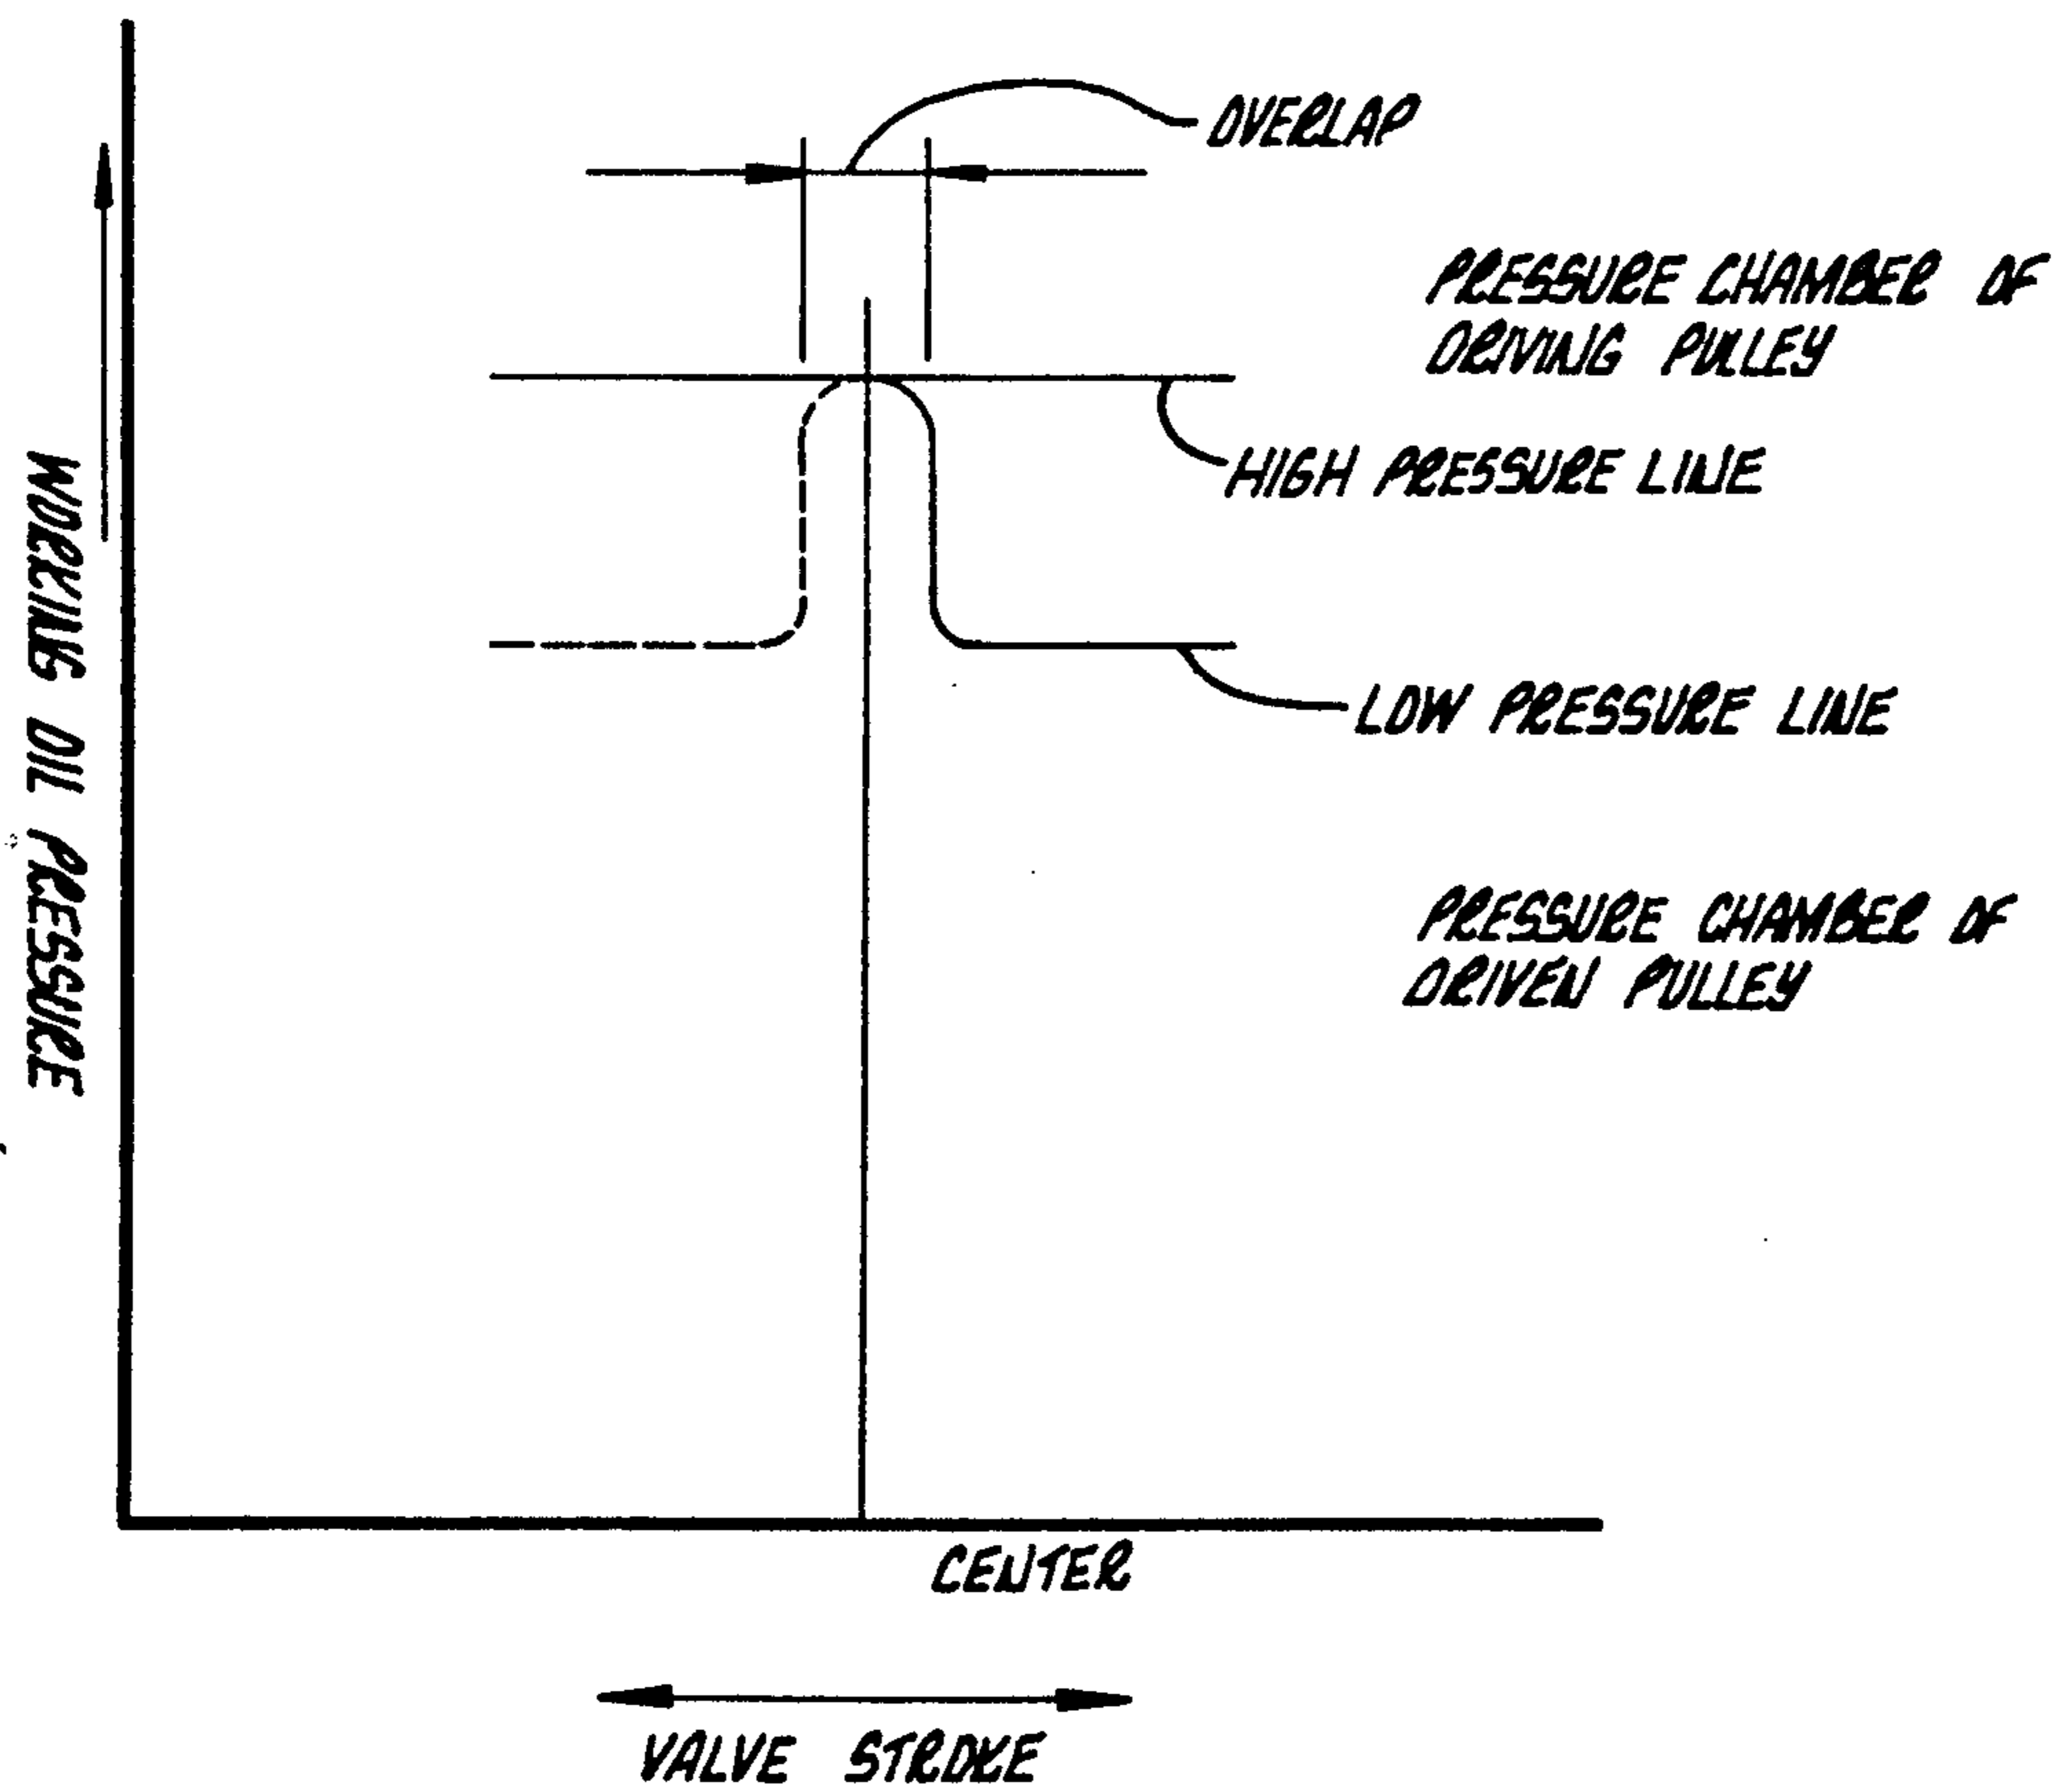 OVERLAP
PRESSURE CHAMBER OF
DRIVING PULLEY
HIGH PRESSURE LINE
LOW PRESSURE LINE
WORKING OIL PRESSURE
PRESSURE CHAMBER OF
DRIVEN PULLEY
CENTER
VALVE STROKE